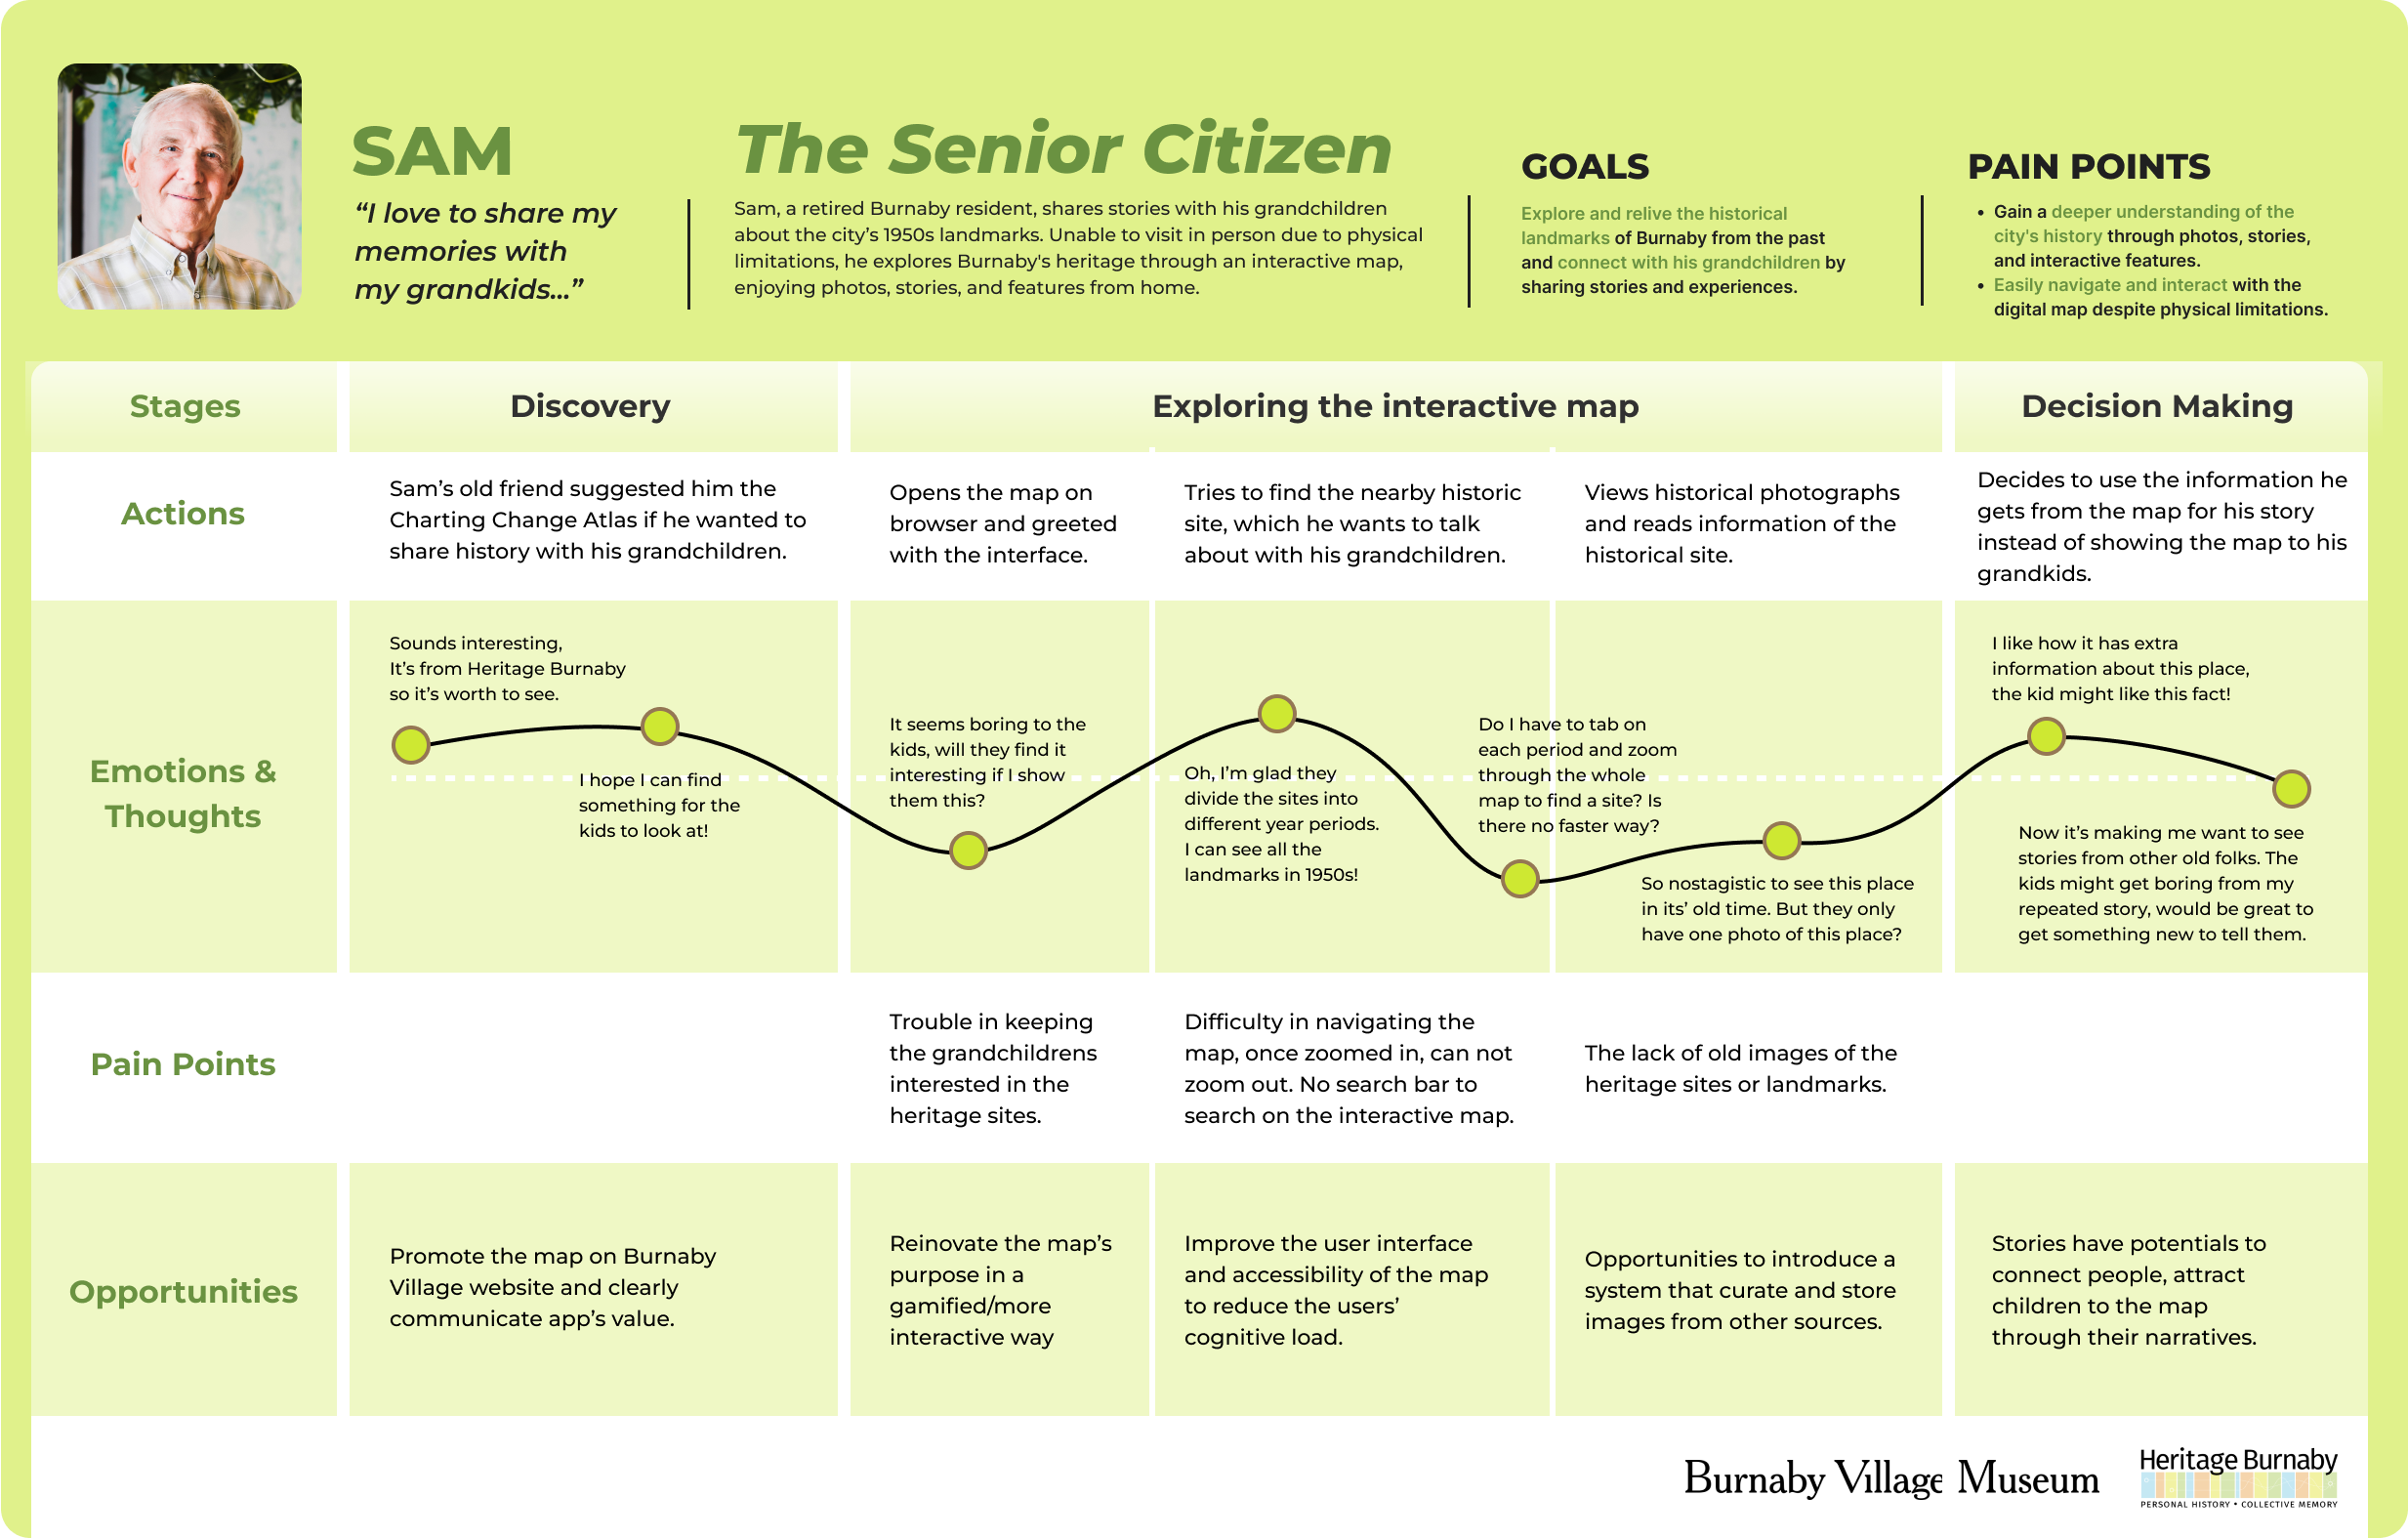 SAM
“I love to share my
memories with
my grandkids...”
The Senior Citizen
Sam, a retired Burnaby resident, shares stories with his grandchildren
about the city’s 1950s landmarks. Unable to visit in person due to physical
limitations, he explores Burnaby's heritage through an interactive map,
enjoying photos, stories, and features from home.
GOALS
Explore and relive the historical
landmarks of Burnaby from the past
and connect with his grandchildren by
sharing stories and experiences.
PAIN POINTS
• Gain a deeper understanding of the
city's history through photos, stories,
and interactive features.
• Easily navigate and interact with the
digital map despite physical limitations.
Stages
Discovery
Exploring the interactive map
Decision Making
Actions
Sam’s old friend suggested him the
Charting Change Atlas if he wanted to
share history with his grandchildren.
Opens the map on
browser and greeted
with the interface.
Tries to find the nearby historic
site, which he wants to talk
about with his grandchildren.
Views historical photographs
and reads information of the
historical site.
Decides to use the information he
gets from the map for his story
instead of showing the map to his
grandkids.
Emotions &
Thoughts
Sounds interesting,
It’s from Heritage Burnaby
so it’s worth to see.
I hope I can find
something for the
kids to look at!
It seems boring to the
kids, will they find it
interesting if I show
them this?
Oh, I’m glad they
divide the sites into
different year periods.
I can see all the
landmarks in 1950s!
Do I have to tab on
each period and zoom
through the whole
map to find a site? Is
there no faster way?
So nostagistic to see this place
in its’ old time. But they only
have one photo of this place?
I like how it has extra
information about this place,
the kid might like this fact!
Now it’s making me want to see
stories from other old folks. The
kids might get boring from my
repeated story, would be great to
get something new to tell them.
Pain Points
Trouble in keeping
the grandchildrens
interested in the
heritage sites.
Difficulty in navigating the
map, once zoomed in, can not
zoom out. No search bar to
search on the interactive map.
The lack of old images of the
heritage sites or landmarks.
Opportunities
Promote the map on Burnaby
Village website and clearly
communicate app’s value.
Reinovate the map’s
purpose in a
gamified/more
interactive way
Improve the user interface
and accessibility of the map
to reduce the users’
cognitive load.
Opportunities to introduce a
system that curate and store
images from other sources.
Stories have potentials to
connect people, attract
children to the map
through their narratives.
Burnaby Village Museum
Heritage Burnaby
PERSONAL HISTORY • COLLECTIVE MEMORY